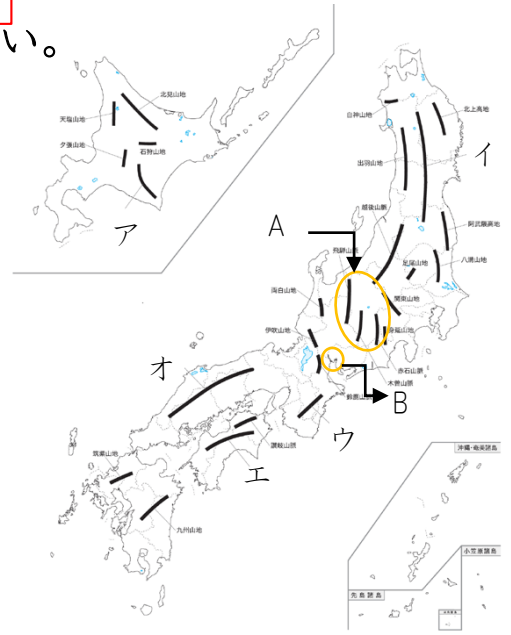 い。
北見山地
天塩山地
夕張山地
石狩山地
ア
白神山地
北上高地
イ
出羽山地
越後山脈
阿武隈高地
A
飛騨山脈
足尾山地
八溝山地
両白山地
関東山地
伊吹山地
身延山地
赤石山脈
木曽山脈
オ
鈴鹿山脈
B
ウ
讃岐山脈
エ
筑紫山地
九州山地
沖縄・奄美諸島
小笠原諸島
先島諸島